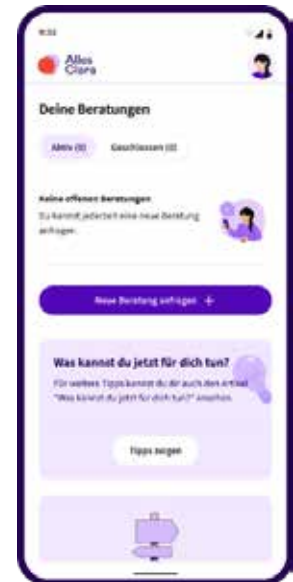 Alles
Clara
Deine Beratungen
Aktiv (0) Geschlossen (0)
Keine offenen Beratungen
Du kannst jederzeit eine neue Beratung
anfragen.
Neue Beratung anfragen +
Was kannst du jetzt für dich tun?
Für weitere Tipps kannst du dir auch den Artikel
"Was kannst du jetzt für dich tun?" ansehen.
Tipps zeigen